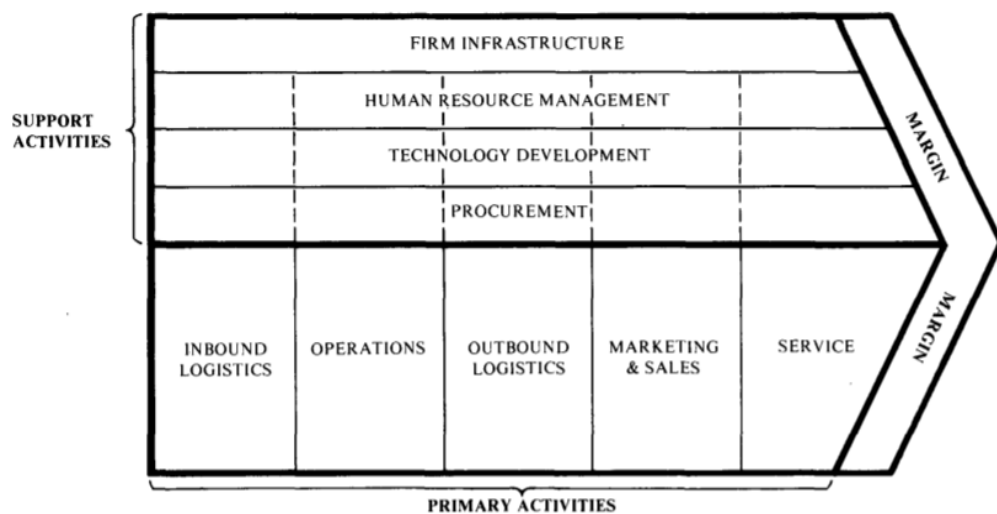 FIRM INFRASTRUCTURE
HUMAN RESOURCE MANAGEMENT
SUPPORT
ACTIVITIES
TECHNOLOGY DEVELOPMENT
PROCUREMENT
MARGIN
INBOUND
LOGISTICS
OPERATIONS
OUTBOUND
LOGISTICS
MARKETING
& SALES
SERVICE
MARGIN
PRIMARY ACTIVITIES